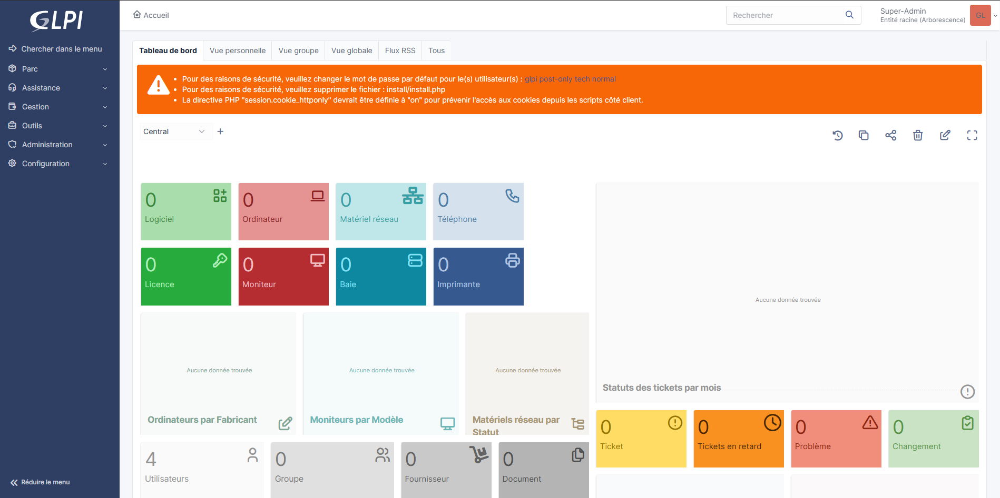 GLPI
Accueil
Rechercher
Super-Admin
Entité racine (Arborescence)
GL
Chercher dans le menu
Parc
Assistance
Gestion
Outils
Administration
Configuration
Réduire le menu
Tableau de bord
Vue personnelle
Vue groupe
Vue globale
Flux RSS
Tous
Pour des raisons de sécurité, veuillez changer le mot de passe par défaut pour le(s) utilisateur(s) : glpi post-only tech normal
Pour des raisons de sécurité, veuillez supprimer le fichier : install/install.php
La directive PHP "session.cookie_httponly" devrait être définie à "on" pour prévenir l'accès aux cookies depuis les scripts côté client.
Central
0
Logiciel
0
Ordinateur
0
Matériel réseau
0
Téléphone
0
Licence
0
Moniteur
0
Baie
0
Imprimante
Aucune donnée trouvée
Ordinateurs par Fabricant
Aucune donnée trouvée
Moniteurs par Modèle
Aucune donnée trouvée
Matériels réseau par
Statut
4
Utilisateurs
0
Groupe
0
Fournisseur
0
Document
Aucune donnée trouvée
Statuts des tickets par mois
0
Ticket
0
Tickets en retard
0
Problème
0
Changement